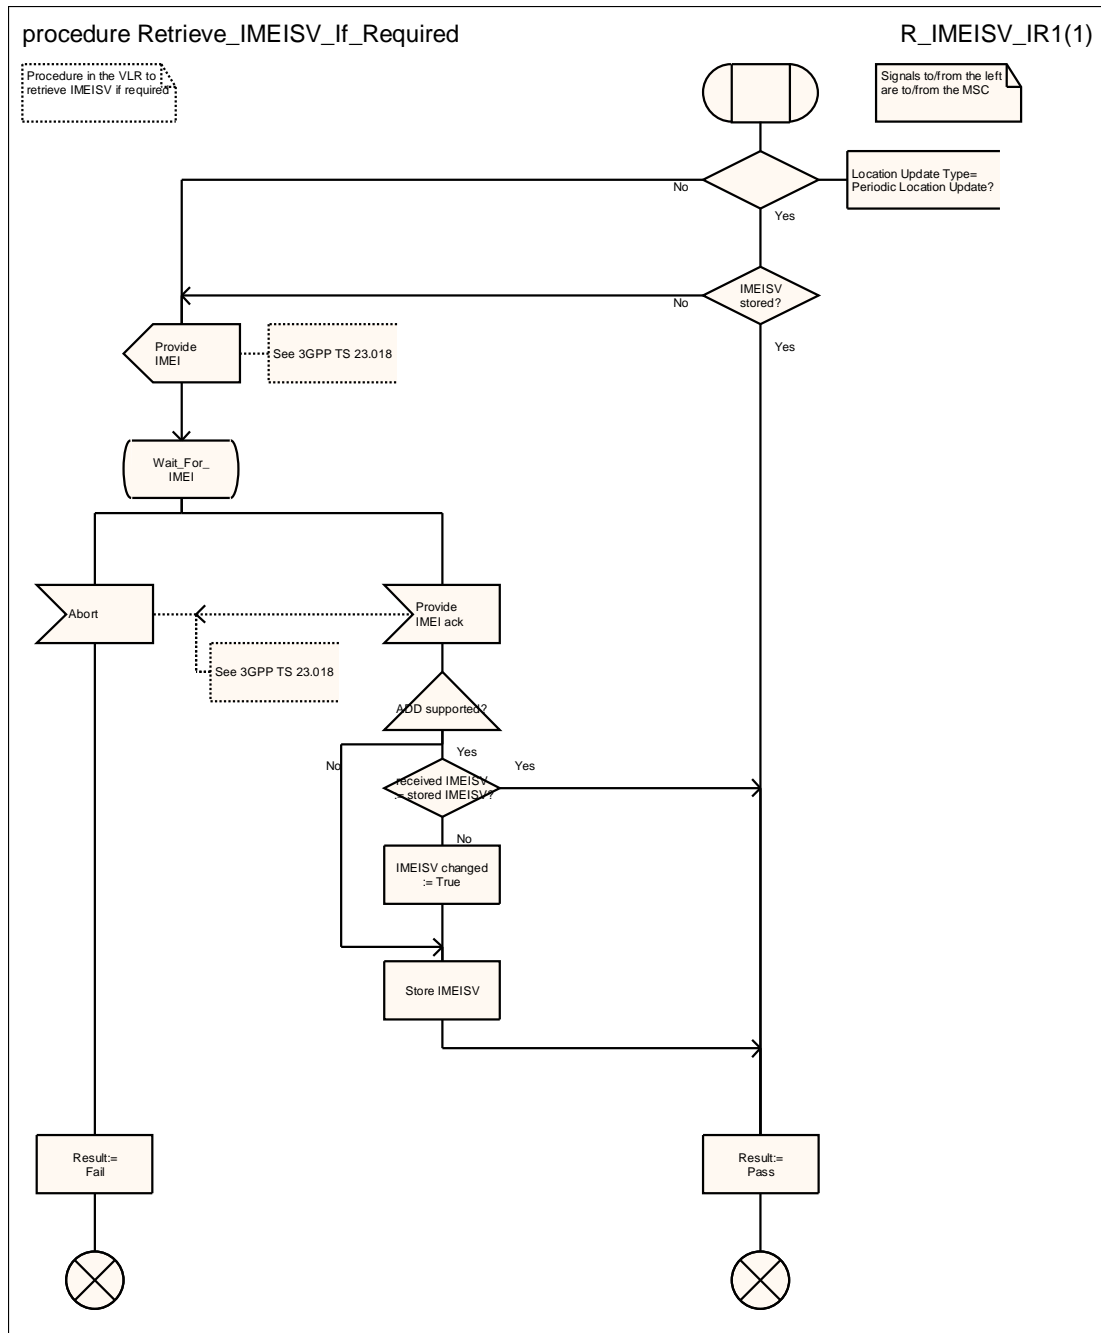 procedure Retrieve_IMEISV_If_Required
R_IMEISV_IR1(1)
Procedure in the VLR to
retrieve IMEISV if required
Signals to/from the left
are to/from the MSC
Location Update Type=
Periodic Location Update?
No
Yes
IMEISV
stored?
No
Yes
Provide
IMEI
See 3GPP TS 23.018
Wait_For_
IMEI
Abort
Provide
IMEI ack
See 3GPP TS 23.018
ADD supported?
Yes
No
Yes
received IMEISV
:= stored IMEISV?
No
IMEISV changed
:= True
Store IMEISV
Result:=
Fail
Result:=
Pass